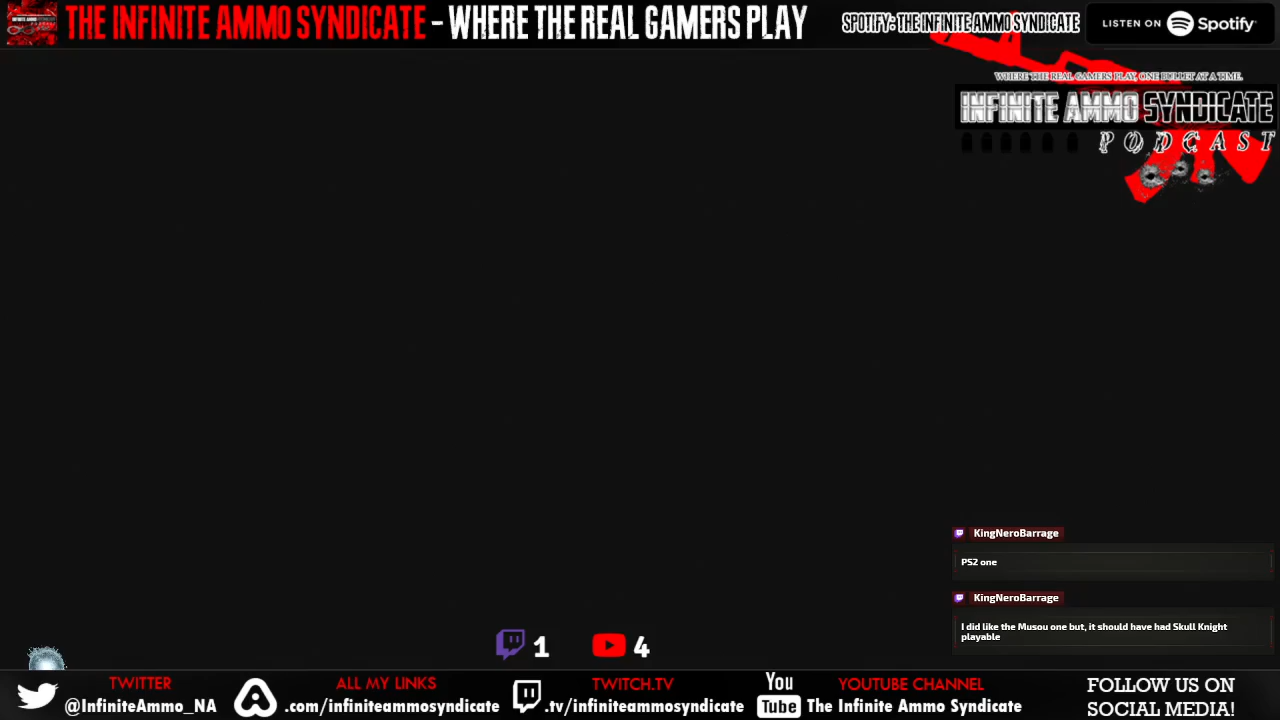 THE INFINITE AMMO SYNDICATE - WHERE THE REAL GAMERS PLAY
SPOTIFY: THE INFINITE AMMO SYNDICATE
LISTEN ON Spotify
WHERE THE REAL GAMERS PLAY, ONE BULLET AT A TIME.
INFINITE AMMO SYNDICATE
PODCAST
KingNeroBarrage
PS2 one
KingNeroBarrage
I did like the Musou one but, it should have had Skull Knight
playable
1
4
TWITTER
@InfiniteAmmo_NA
ALL MY LINKS
.com/infiniteammosyndicate
TWITCH.TV
.tv/infiniteammosyndicate
You
Tube
YOUTUBE CHANNEL
The Infinite Ammo Syndicate
FOLLOW US ON
SOCIAL MEDIA!